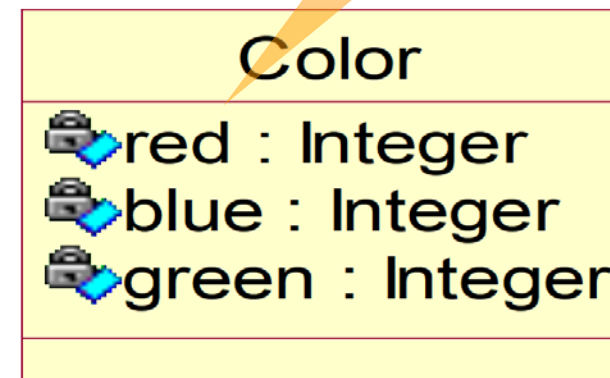 Color
red : Integer
blue : Integer
green : Integer